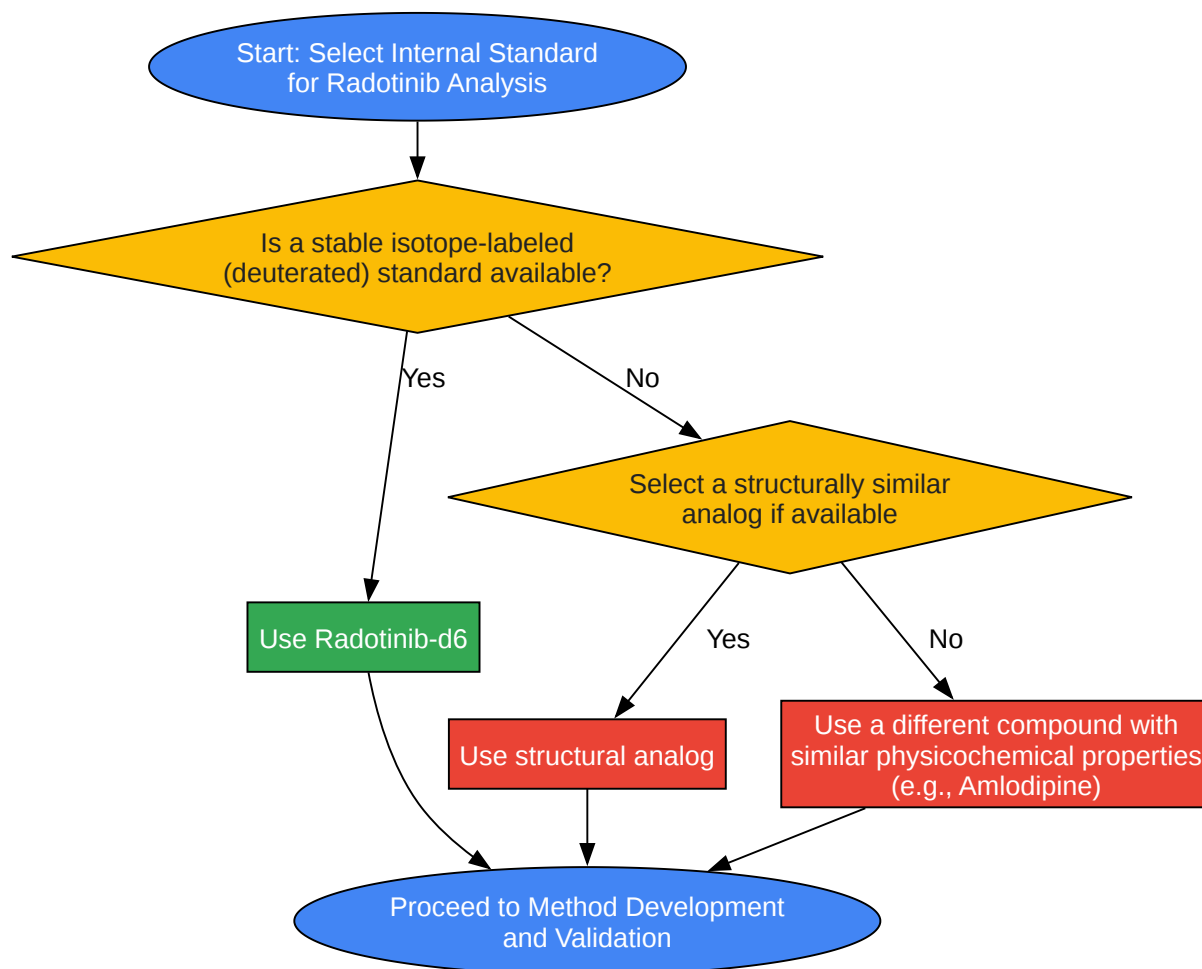 Start: Select Internal Standard
for Radotinib Analysis
Is a stable isotope-labeled
(deuterated) standard available?
Yes
No
Select a structurally similar
analog if available
Use Radotinib-d6
Yes
No
Use structural analog
Use a different compound with
similar physicochemical properties
(e.g., Amlodipine)
Proceed to Method Development
and Validation